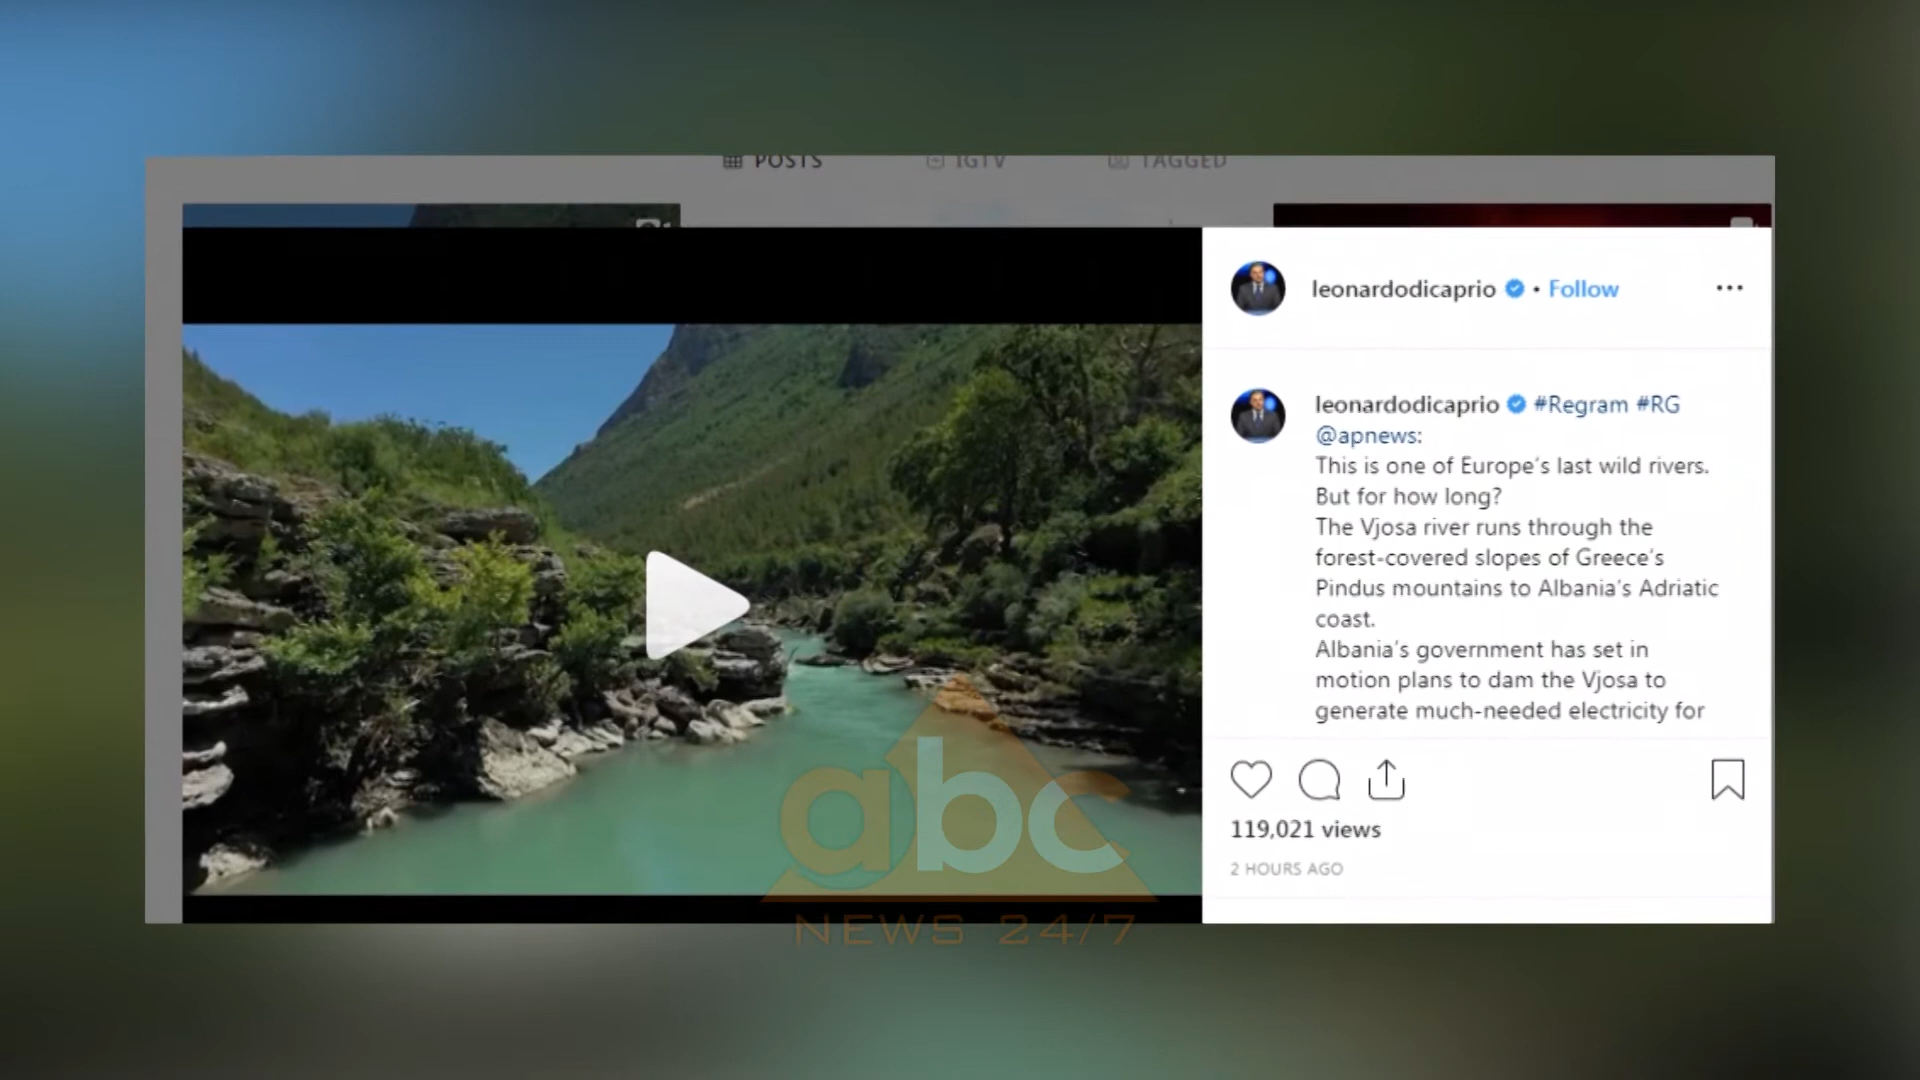 POSTS IGTV TAGGED
leonardodicaprio • Follow
leonardodicaprio #Regram #RG
@apnews:
This is one of Europe's last wild rivers.
But for how long?
The Vjosa river runs through the
forest-covered slopes of Greece's
Pindus mountains to Albania's Adriatic
coast.
Albania's government has set in
motion plans to dam the Vjosa to
generate much-needed electricity for
119,021 views
2 HOURS AGO
abc
NEWS 24/7